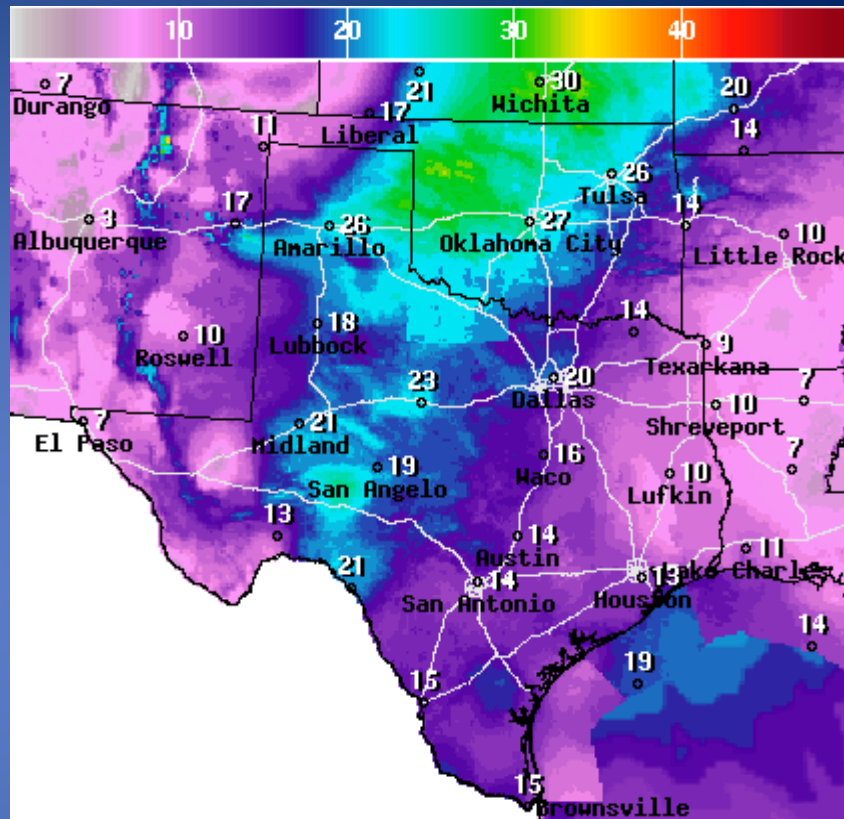 10 20 30 40
7 Durango
21
30 Wichita
20
17 Liberal
11
14
26 Tulsa
3 Albuquerque
17
26 Amarillo
27 Oklahoma City
14
10 Little Rock
10 Roswell
18 Lubbock
14
9 Texarkana
23
20 Dallas
10 Shreveport
7
7 El Paso
21 Midland
19 San Angelo
16 Waco
10 Lufkin
7
13
14 Austin
11 Lake Charles
21
14 San Antonio
13 Houston
14
19
15
15 Brownsville